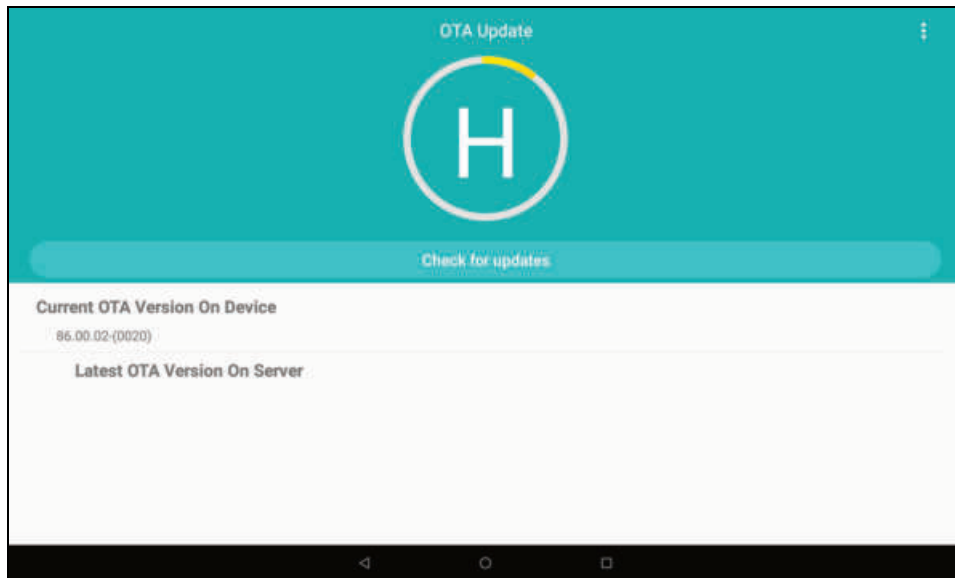 OTA Update
H
Check for updates
Current OTA Version On Device
86.00.02-(0020)
Latest OTA Version On Server